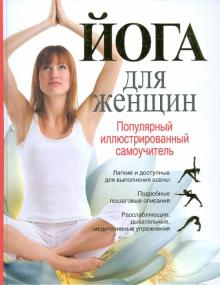 ЙОГА
для
женщин
Популярный
иллюстрированный
самоучитель
Легкие и доступные
для выполнения асаны
Подробные
пошаговые описания
Расслабляющие,
дыхательные,
медитативные упражнения